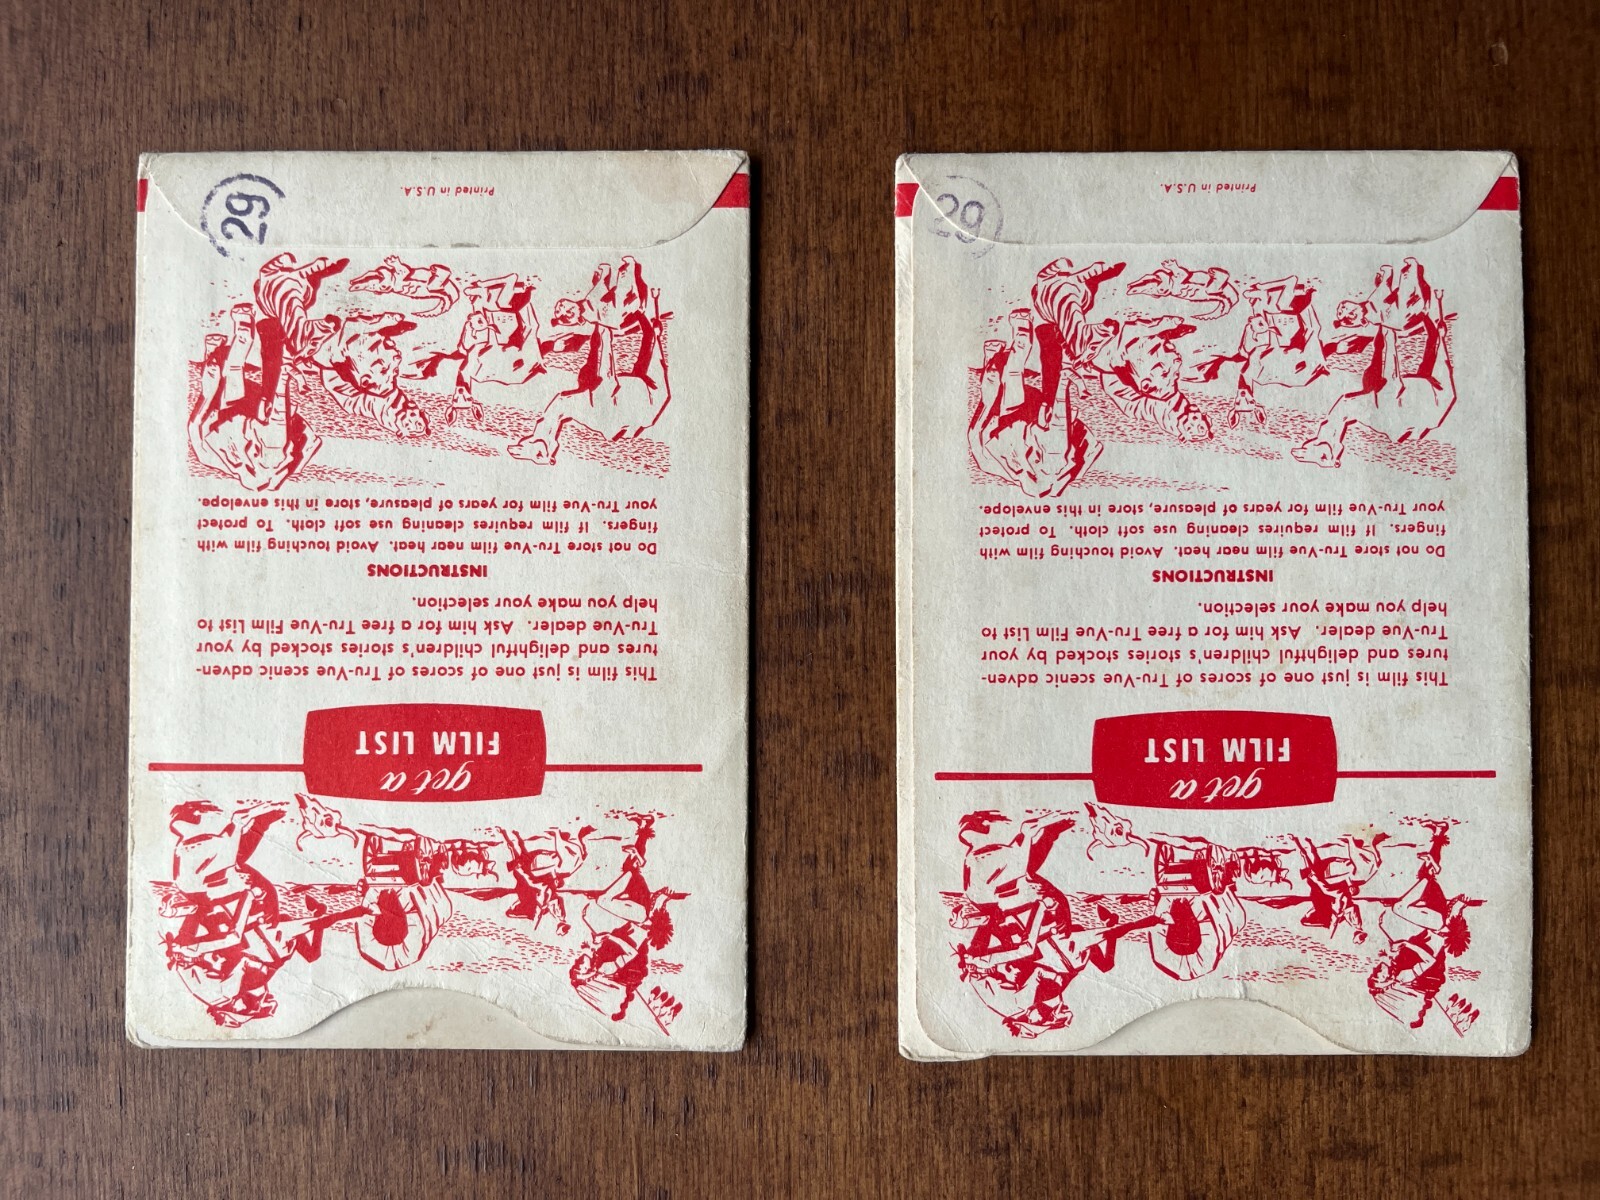 get a
FILM LIST
This film is just one of scores of Tru-Vue scenic adven-
tures and delightful children's stories stocked by your
Tru-Vue dealer. Ask him for a free Tru-Vue Film List to
help you make your selection.
INSTRUCTIONS
Do not store Tru-Vue film near heat. Avoid touching film with
fingers. If film requires cleaning use soft cloth. To protect
your Tru-Vue film for years of pleasure, store in this envelope.
Printed in U.S.A.
29
get a
FILM LIST
This film is just one of scores of Tru-Vue scenic adven-
tures and delightful children's stories stocked by your
Tru-Vue dealer. Ask him for a free Tru-Vue Film List to
help you make your selection.
INSTRUCTIONS
Do not store Tru-Vue film near heat. Avoid touching film with
fingers. If film requires cleaning use soft cloth. To protect
your Tru-Vue film for years of pleasure, store in this envelope.
Printed in U.S.A.
29